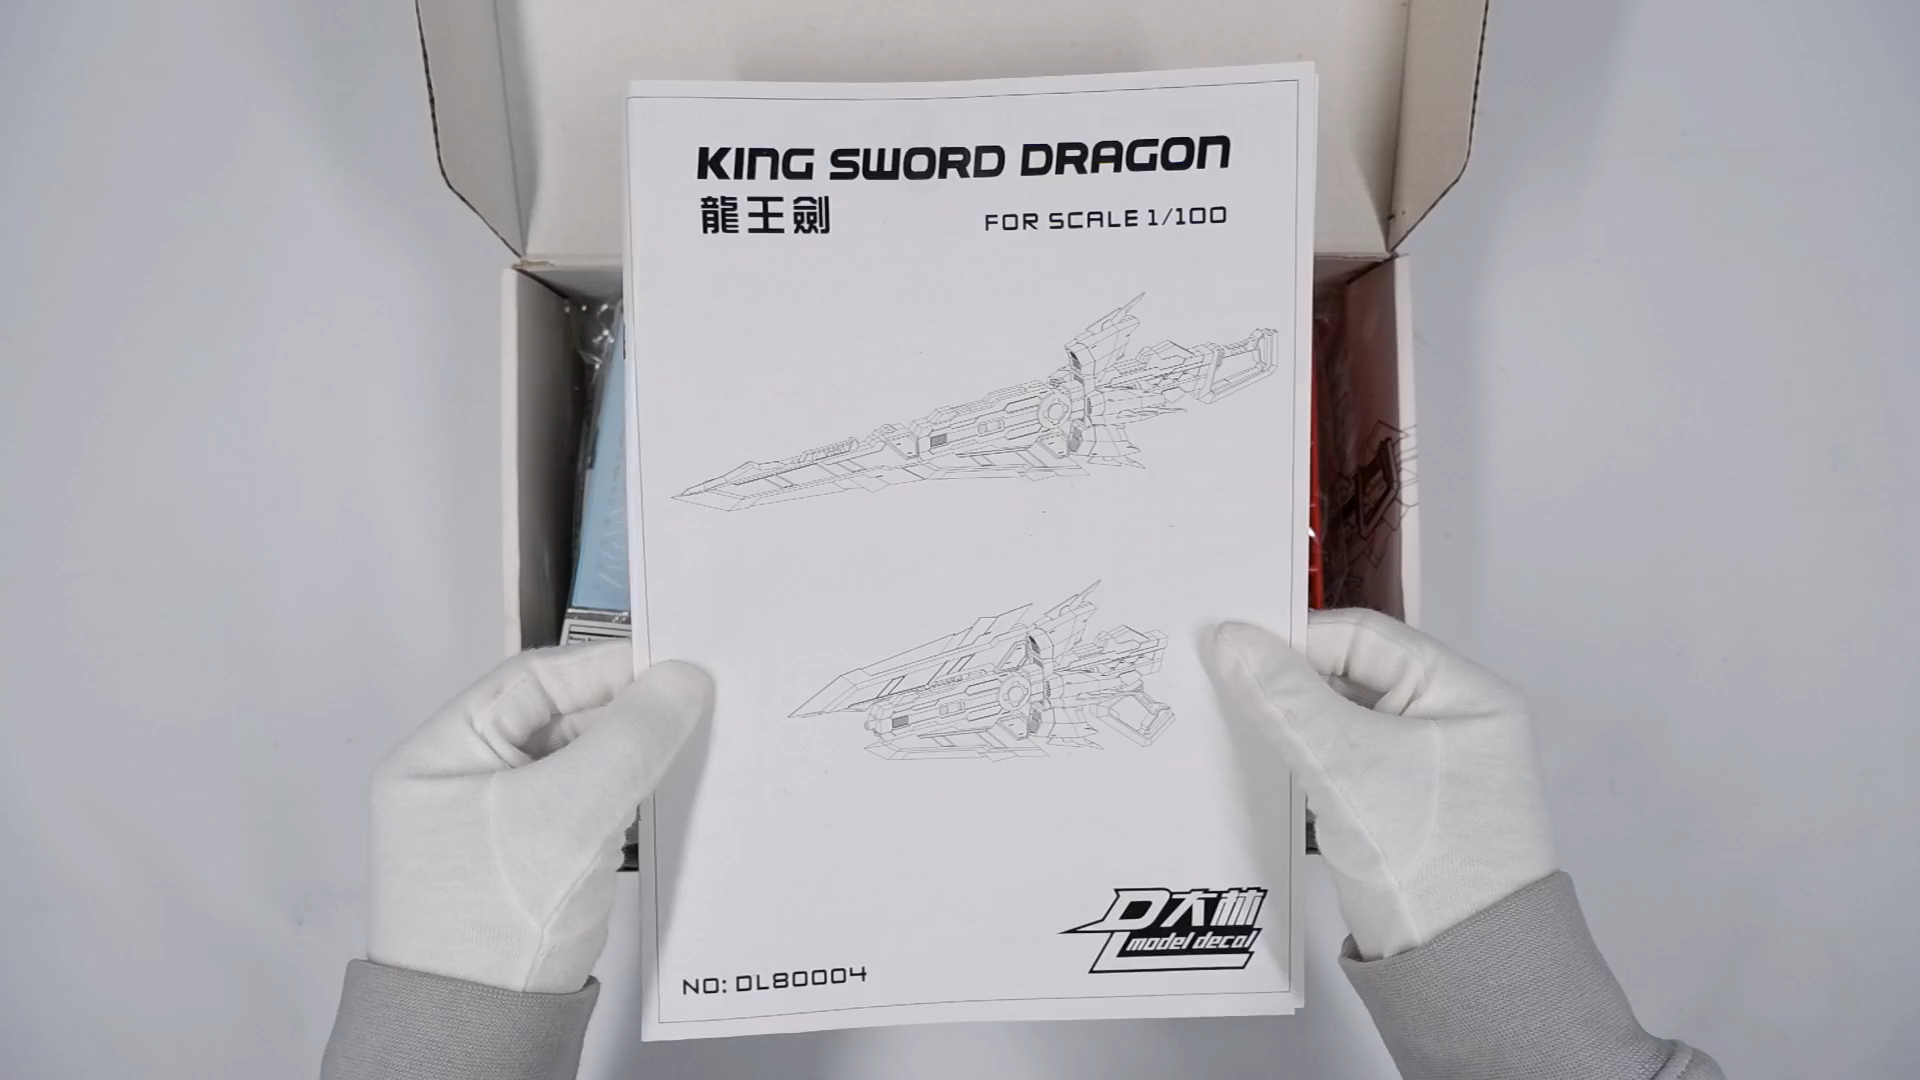 KING SWORD DRAGON
龍王劍
FOR SCALE 1/100
D大林
model decal
NO: DL80004